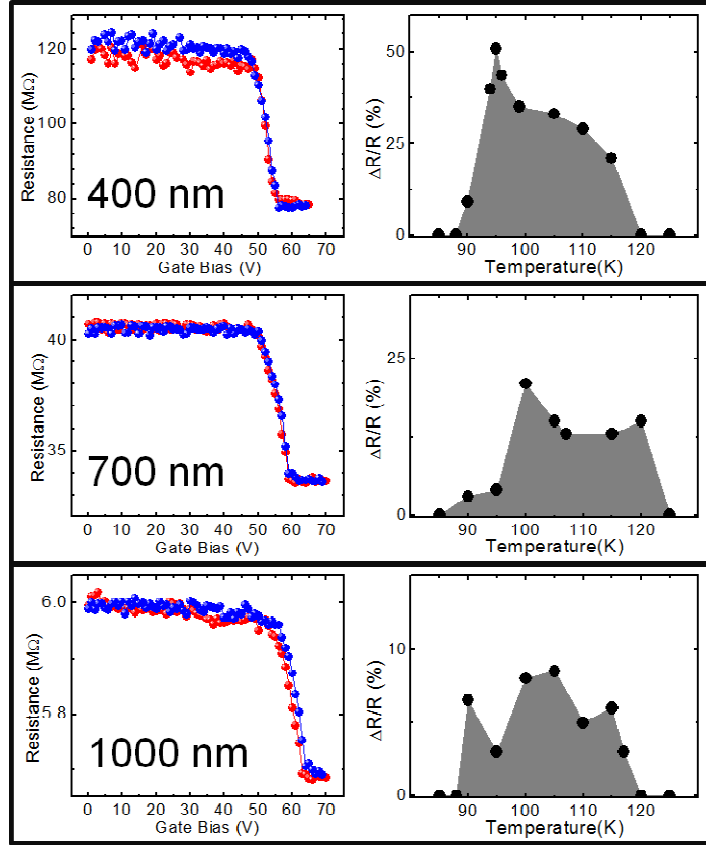 120
100
80
Resistance (MΩ)
400 nm
0 10 20 30 40 50 60 70
Gate Bias (V)
50
25
0
ΔR/R (%)
90 100 110 120
Temperature(K)
40
35
Resistance (MΩ)
700 nm
0 10 20 30 40 50 60 70
Gate Bias (V)
25
0
ΔR/R (%)
90 100 110 120
Temperature(K)
6.0
5.8
Resistance (MΩ)
1000 nm
0 10 20 30 40 50 60 70
Gate Bias (V)
10
0
ΔR/R (%)
90 100 110 120
Temperature(K)